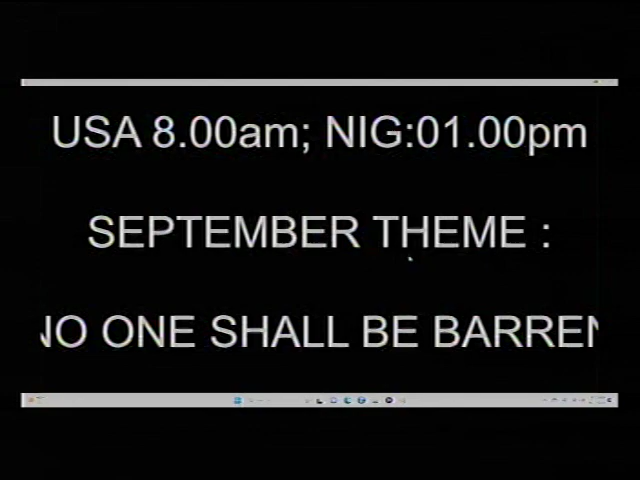 USA 8.00am; NIG:01.00pm
SEPTEMBER THEME :
NO ONE SHALL BE BARREN